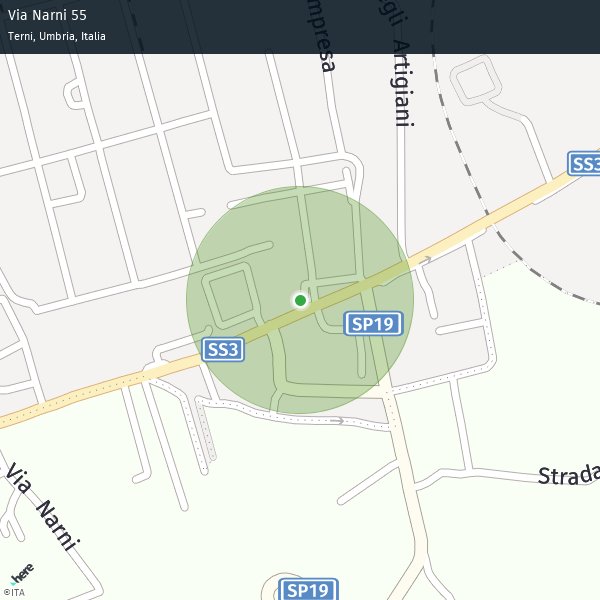 Via Narni 55
Terni, Umbria, Italia
mpresa
gli Artigiani
SS3
SP19
SS3
Strada
Via Narni
SP19
here
©ITA